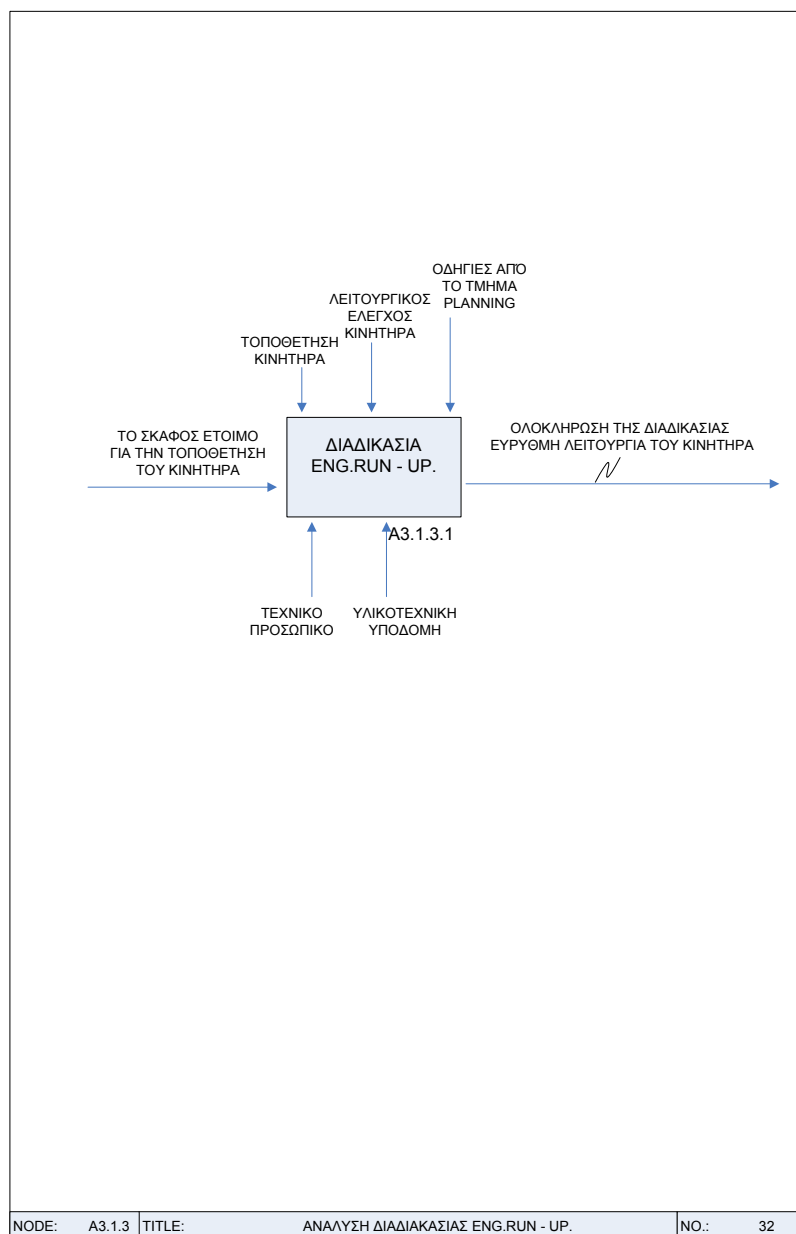 ΟΔΗΓΙΕΣ ΑΠΌ
ΤΟ ΤΜΗΜΑ
PLANNING
ΛΕΙΤΟΥΡΓΙΚΟΣ
ΕΛΕΓΧΟΣ
ΚΙΝΗΤΗΡΑ
ΤΟΠΟΘΕΤΗΣΗ
ΚΙΝΗΤΗΡΑ
ΤΟ ΣΚΑΦΟΣ ΕΤΟΙΜΟ
ΓΙΑ ΤΗΝ ΤΟΠΟΘΕΤΗΣΗ
ΤΟΥ ΚΙΝΗΤΗΡΑ
ΔΙΑΔΙΚΑΣΙΑ
ENG.RUN - UP.
ΟΛΟΚΛΗΡΩΣΗ ΤΗΣ ΔΙΑΔΙΚΑΣΙΑΣ
ΕΥΡΥΘΜΗ ΛΕΙΤΟΥΡΓΙΑ ΤΟΥ ΚΙΝΗΤΗΡΑ
A3.1.3.1
ΤΕΧΝΙΚΟ
ΠΡΟΣΩΠΙΚΟ
ΥΛΙΚΟΤΕΧΝΙΚΗ
ΥΠΟΔΟΜΗ
NODE: A3.1.3 TITLE: ΑΝΑΛΥΣΗ ΔΙΑΔΙΑΚΑΣΙΑΣ ENG.RUN - UP. NO.: 32